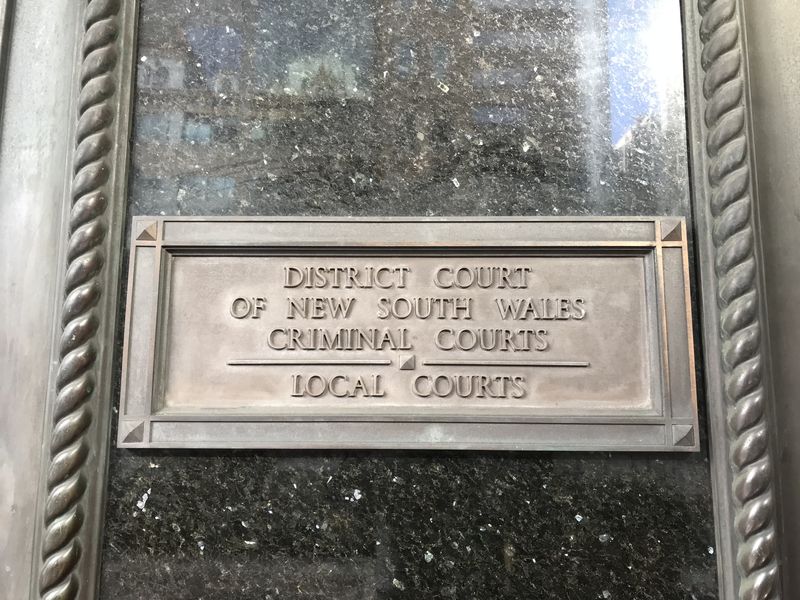 DISTRICT COURT
OF NEW SOUTH WALES
CRIMINAL COURTS
LOCAL COURTS